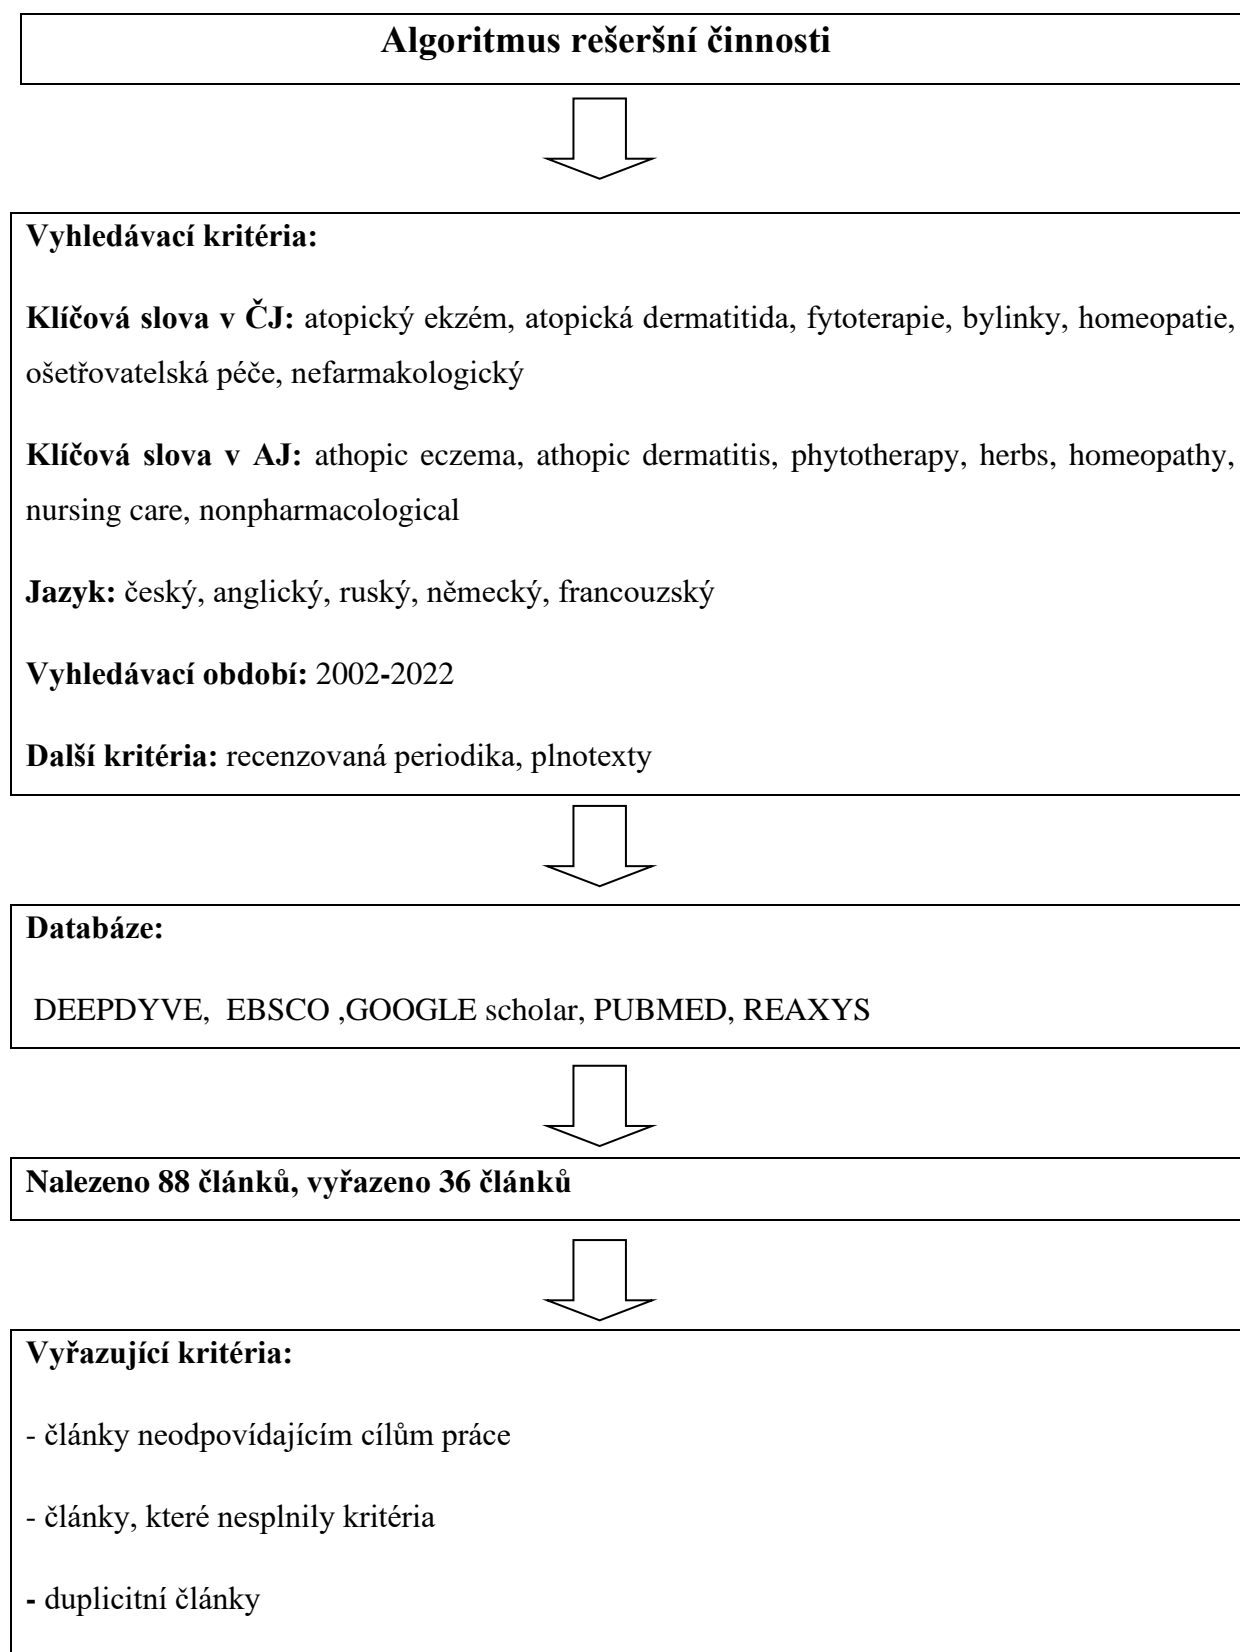 Algoritmus rešeršní činnosti
Vyhledávací kritéria:
Klíčová slova v ČJ: atopický ekzém, atopická dermatitida, fytoterapie, bylinky, homeopatie,
ošetřovatelská péče, nefarmakologický
Klíčová slova v AJ: athopic eczema, athopic dermatitis, phytotherapy, herbs, homeopathy,
nursing care, nonpharmacological
Jazyk: český, anglický, ruský, německý, francouzský
Vyhledávací období: 2002-2022
Další kritéria: recenzovaná periodika, plnotexty
Databáze:
DEEPDYVE, EBSCO ,GOOGLE scholar, PUBMED, REAXYS
Nalezeno 88 článků, vyřazeno 36 článků
Vyřazující kritéria:
- články neodpovídajícím cílům práce
- články, které nesplnily kritéria
- duplicitní články